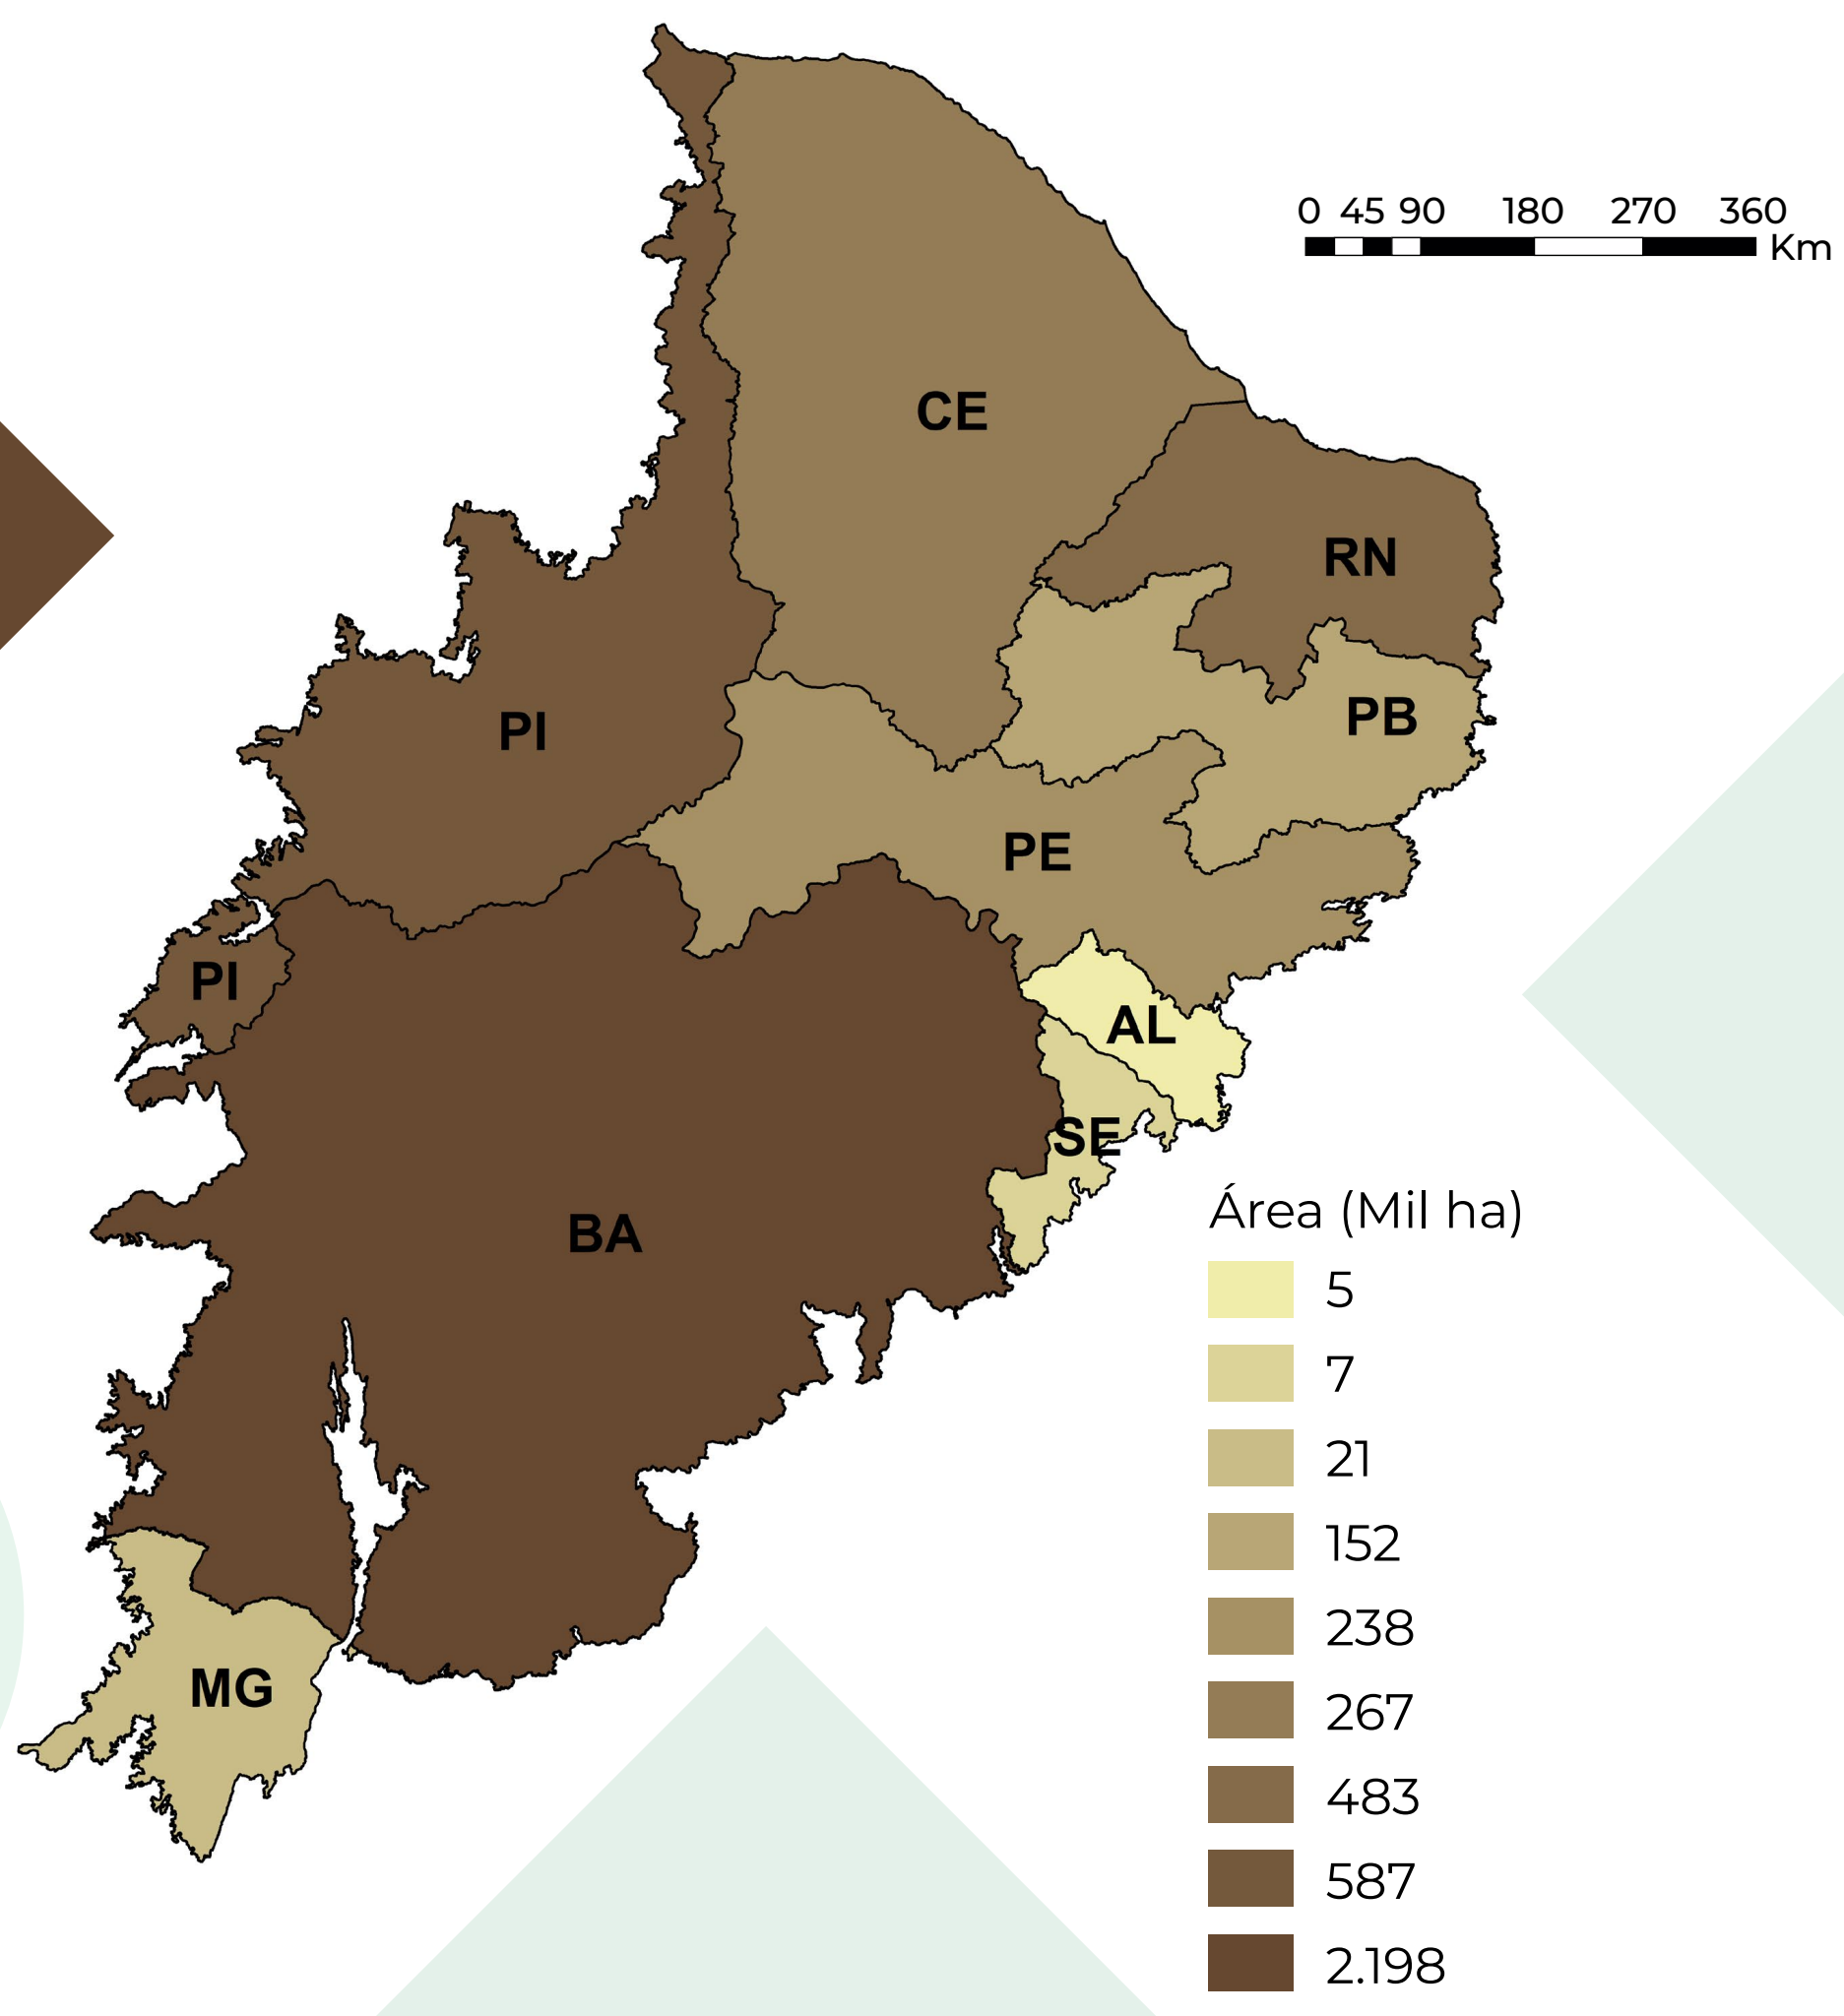 0 45 90 180 270 360
Km
CE
RN
PB
PI
PE
PI
AL
SE
BA
MG
Área (Mil ha)
5
7
21
152
238
267
483
587
2.198